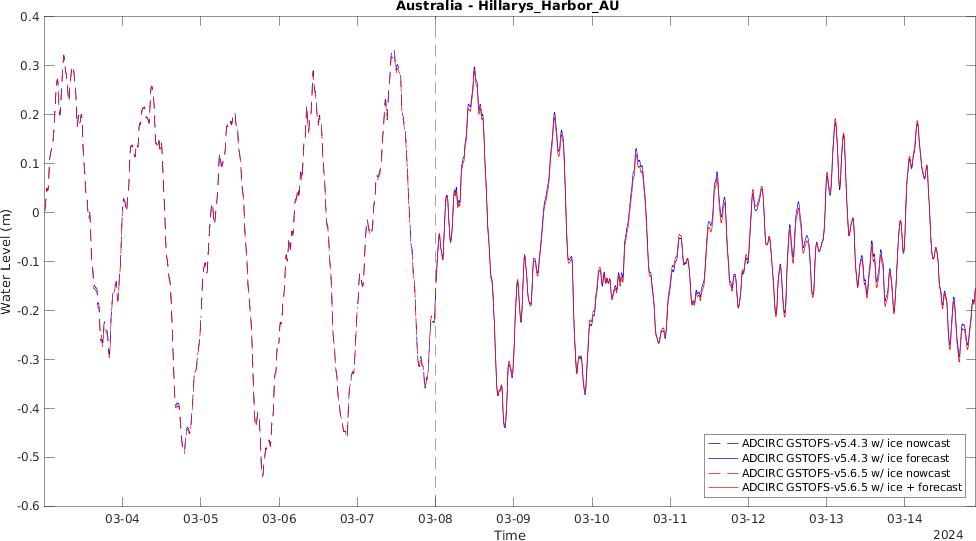 Australia - Hillarys_Harbor_AU
Water Level (m)
0.4
0.3
0.2
0.1
0
-0.1
-0.2
-0.3
-0.4
-0.5
-0.6
ADCIRC GSTOFS-v5.4.3 w/ ice nowcast
ADCIRC GSTOFS-v5.4.3 w/ ice forecast
ADCIRC GSTOFS-v5.6.5 w/ ice nowcast
ADCIRC GSTOFS-v5.6.5 w/ ice + forecast
03-04 03-05 03-06 03-07 03-08 03-09 03-10 03-11 03-12 03-13 03-14
Time
2024